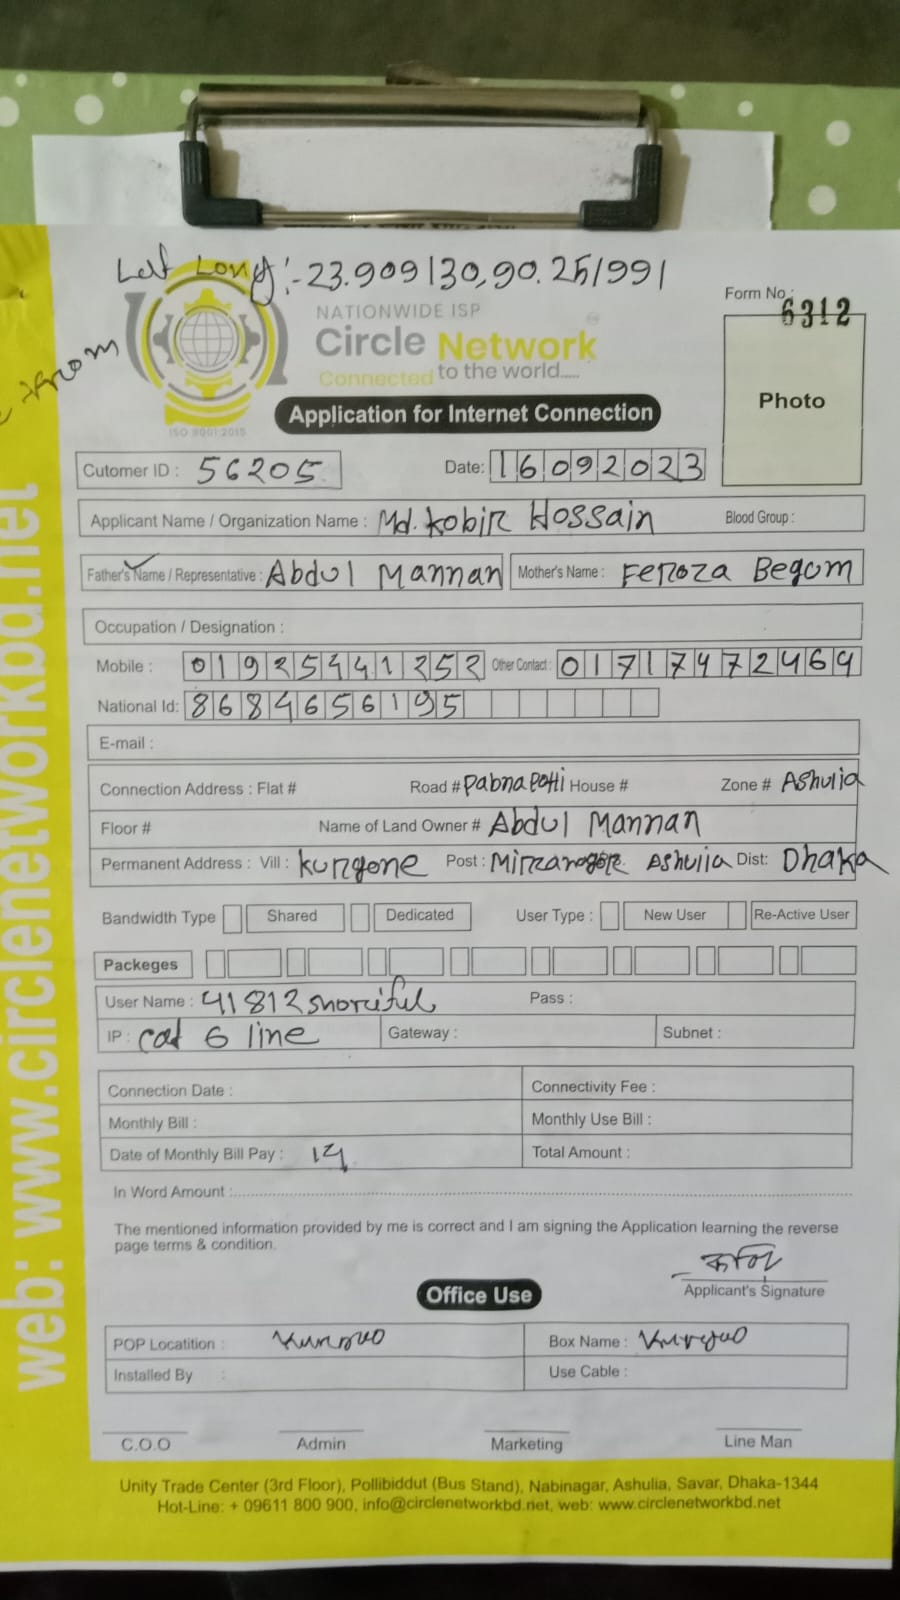 Lat Long:-23.909130,90.251991
Form No :
6312
NATIONWIDE ISP
Circle Network
Connected to the world.....
ISO 9001:2015
from
Photo
Application for Internet Connection
Cutomer ID : 56205
Date: 16092023
Applicant Name / Organization Name : Md. Kobir Hossain Blood Group :
Father's Name / Representative : Abdul Mannan Mother's Name : Feroza Begom
Occupation / Designation :
Mobile : 01925441252 Other Contact : 01717472464
National Id: 8684656195
E-mail :
Connection Address : Flat # Road # Pabna Potti House # Zone # Ashulia
Floor # Name of Land Owner # Abdul Mannan
Permanent Address : Vill : Kurgone Post : Mirzanogor Ashulia Dist: Dhaka
Bandwidth Type Shared Dedicated User Type : New User Re-Active User
Packeges
User Name : 41812shoriful Pass :
IP : cat 6 line Gateway : Subnet :
Connection Date : Connectivity Fee :
Monthly Bill : Monthly Use Bill :
Date of Monthly Bill Pay : 14 Total Amount :
In Word Amount :
The mentioned information provided by me is correct and I am signing the Application learning the reverse
page terms & condition.
কবির
Applicant's Signature
Office Use
POP Locatition : Box Name :
Installed By : Use Cable :
C.O.O Admin Marketing Line Man
Unity Trade Center (3rd Floor), Pollibiddut (Bus Stand), Nabinagar, Ashulia, Savar, Dhaka-1344
Hot-Line: + 09611 800 900, info@circlenetworkbd.net, web: www.circlenetworkbd.net
web: www.circlenetworkbd.net